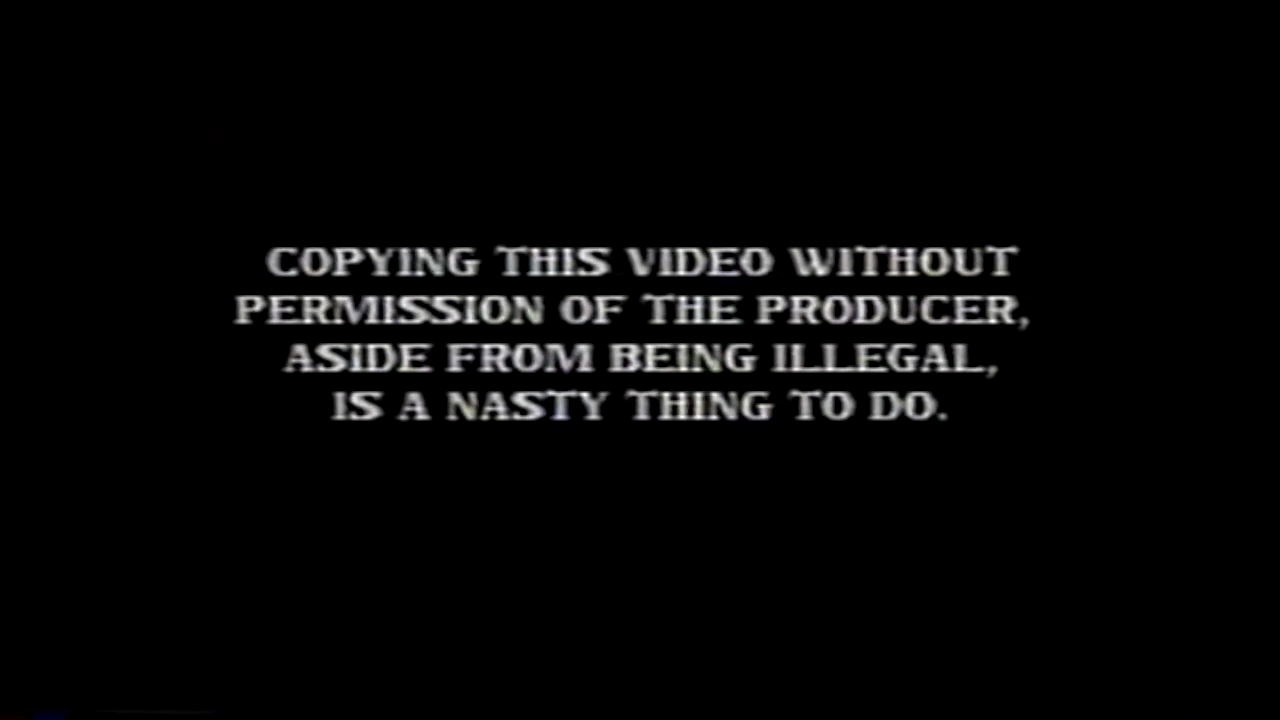 COPYING THIS VIDEO WITHOUT
PERMISSION OF THE PRODUCER,
ASIDE FROM BEING ILLEGAL,
IS A NASTY THING TO DO.